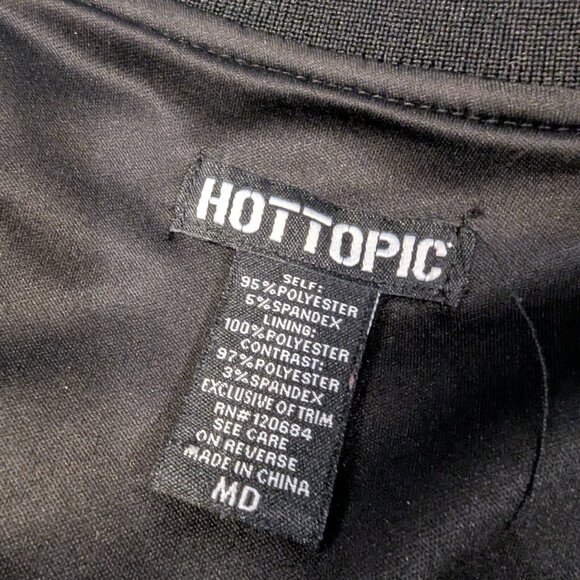 HOTTOPIC
SELF:
95%POLYESTER
5%SPANDEX
LINING:
100%POLYESTER
CONTRAST:
97%POLYESTER
3%SPANDEX
EXCLUSIVE OF TRIM
RN#120684
SEE CARE
ON REVERSE
MADE IN CHINA
MD